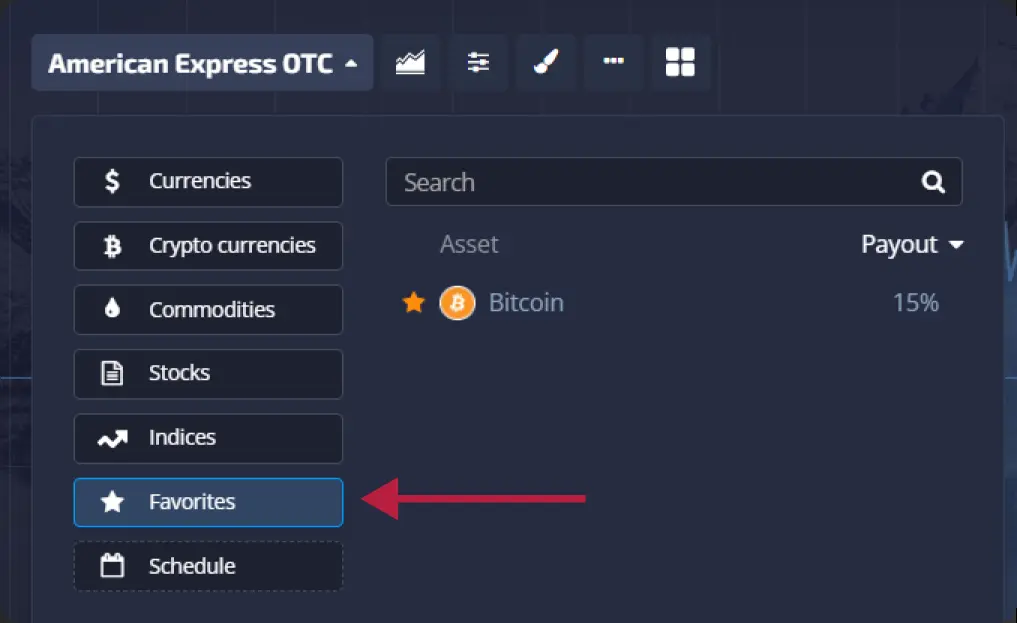 American Express OTC
Currencies
Crypto currencies
Commodities
Stocks
Indices
Favorites
Schedule
Search
Asset Payout
Bitcoin 15%